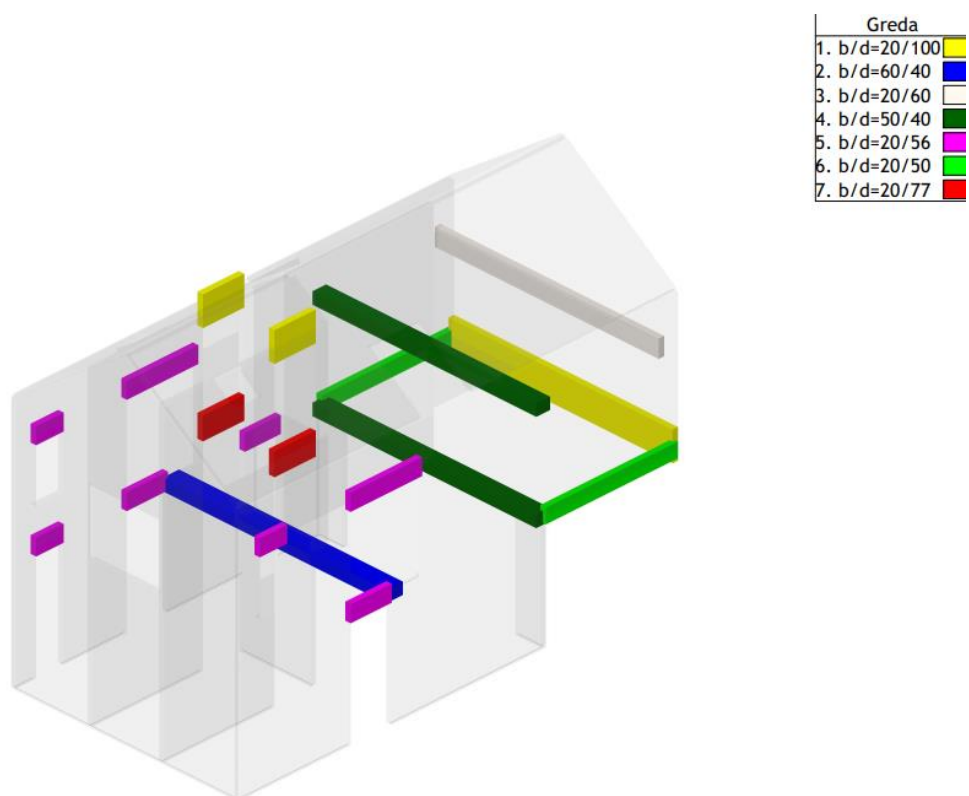 Greda
1. b/d=20/100
2. b/d=60/40
3. b/d=20/60
4. b/d=50/40
5. b/d=20/56
6. b/d=20/50
7. b/d=20/77